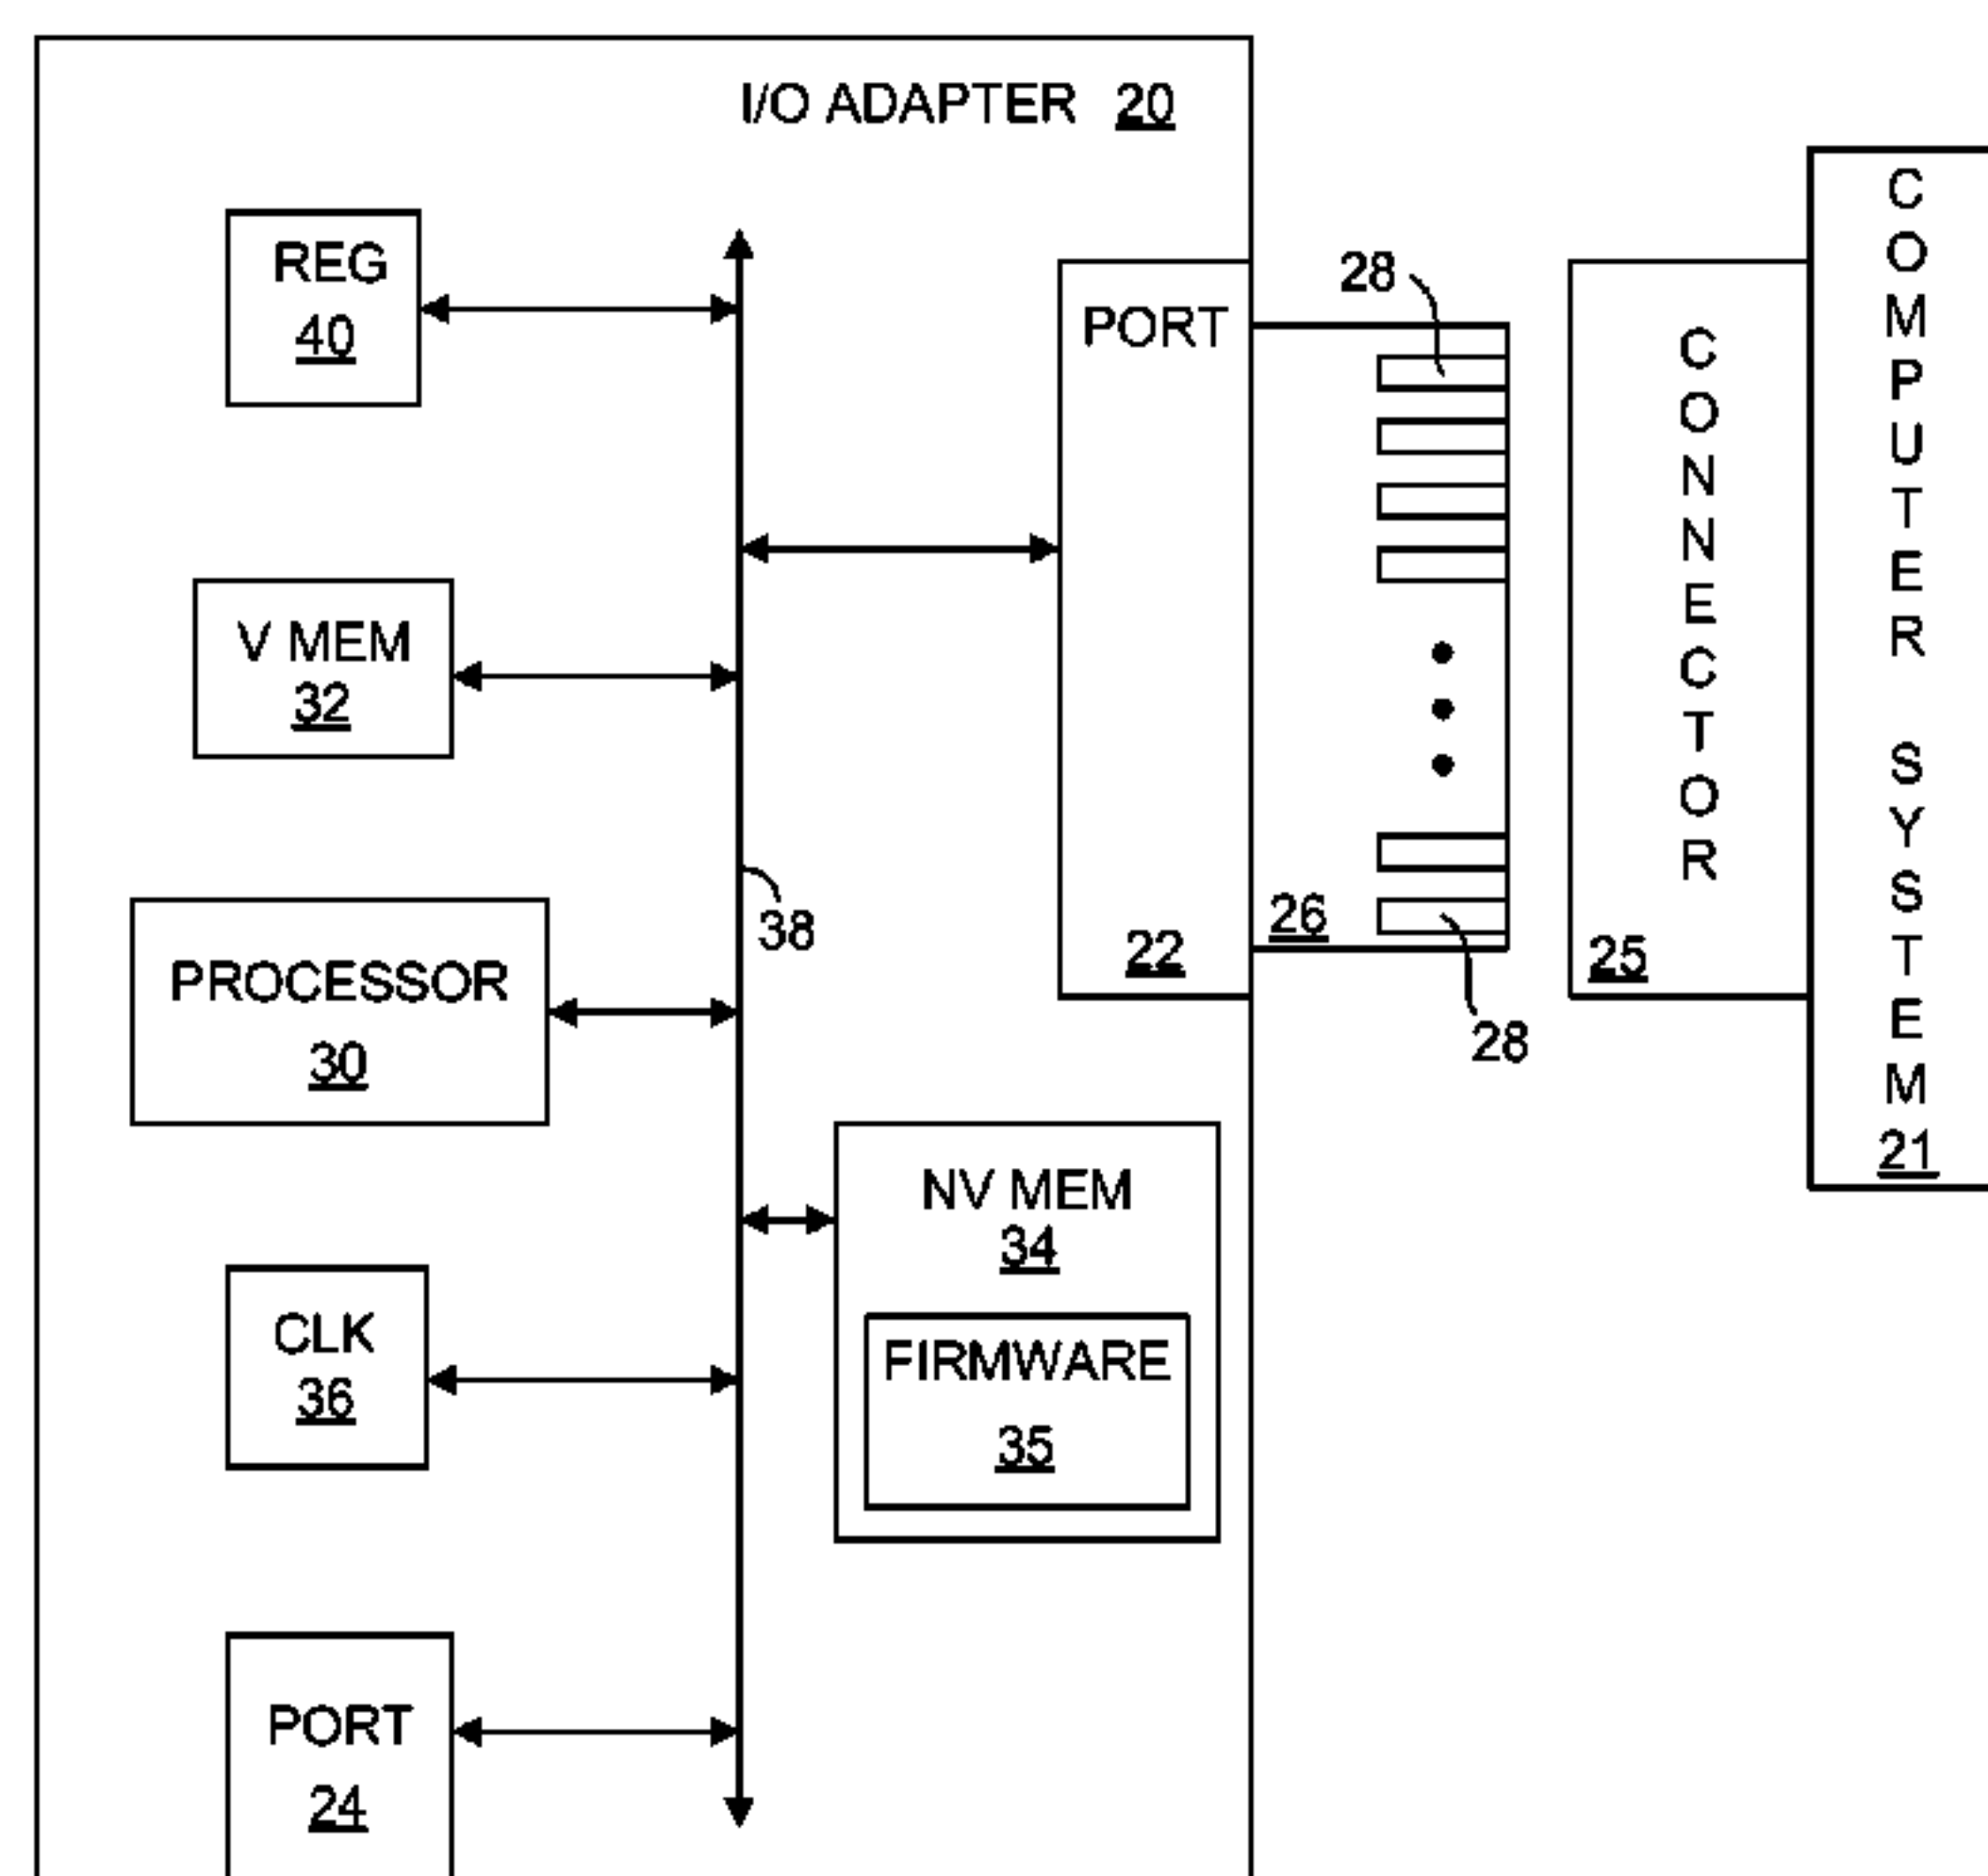 I/O ADAPTER 20
REG
40
V MEM
32
PROCESSOR
30
CLK
36
PORT
24
38
PORT
22
NV MEM
34
FIRMWARE
35
28
26
28
CONNECTOR
25
COMPUTER SYSTEM
21